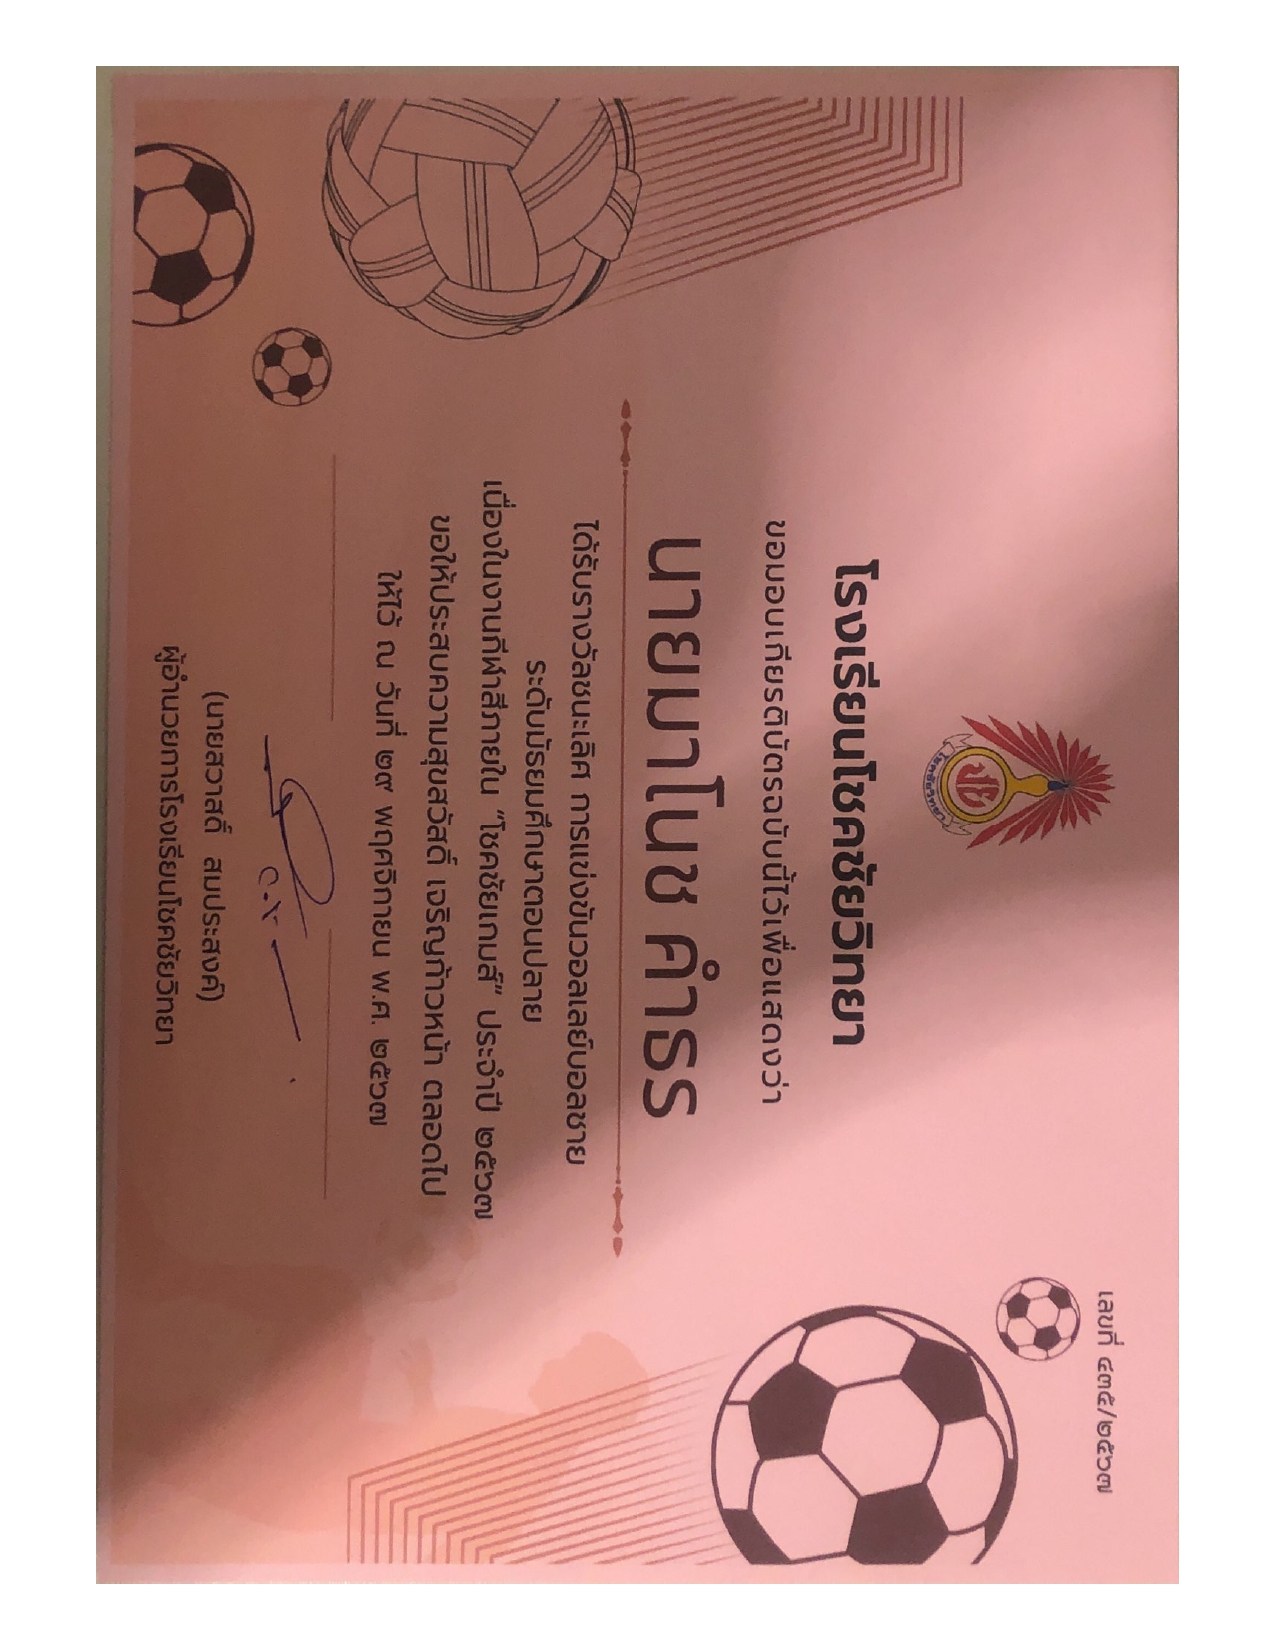 เลขที่ ๔๓๕/๒๕๖๗
โชคชัยวิทยา
โรงเรียนโชคชัยวิทยา
ขอมอบเกียรติบัตรฉบับนี้ไว้เพื่อแสดงว่า
นายมาโนช คำธร
ได้รับรางวัลชนะเลิศ การแข่งขันวอลเลย์บอลชาย
ระดับมัธยมศึกษาตอนปลาย
เนื่องในงานกีฬาสีภายใน "โชคชัยเกมส์" ประจำปี ๒๕๖๗
ขอให้ประสบความสุขสวัสดิ์ เจริญก้าวหน้า ตลอดไป
ให้ไว้ ณ วันที่ ๒๙ พฤศจิกายน พ.ศ. ๒๕๖๗
(นายสวาสดิ์ สมประสงค์)
ผู้อำนวยการโรงเรียนโชคชัยวิทยา